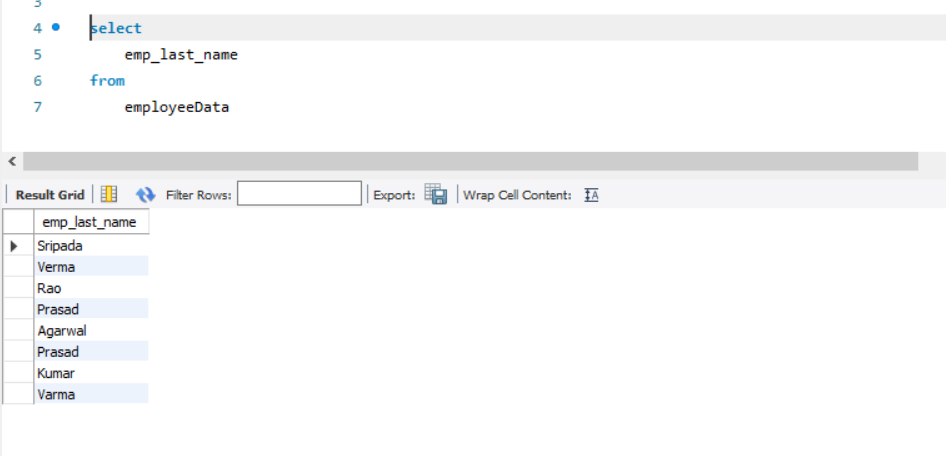 3
4 select
5 emp_last_name
6 from
7 employeeData
Result Grid Filter Rows: Export: Wrap Cell Content:
emp_last_name
Sripada
Verma
Rao
Prasad
Agarwal
Prasad
Kumar
Varma